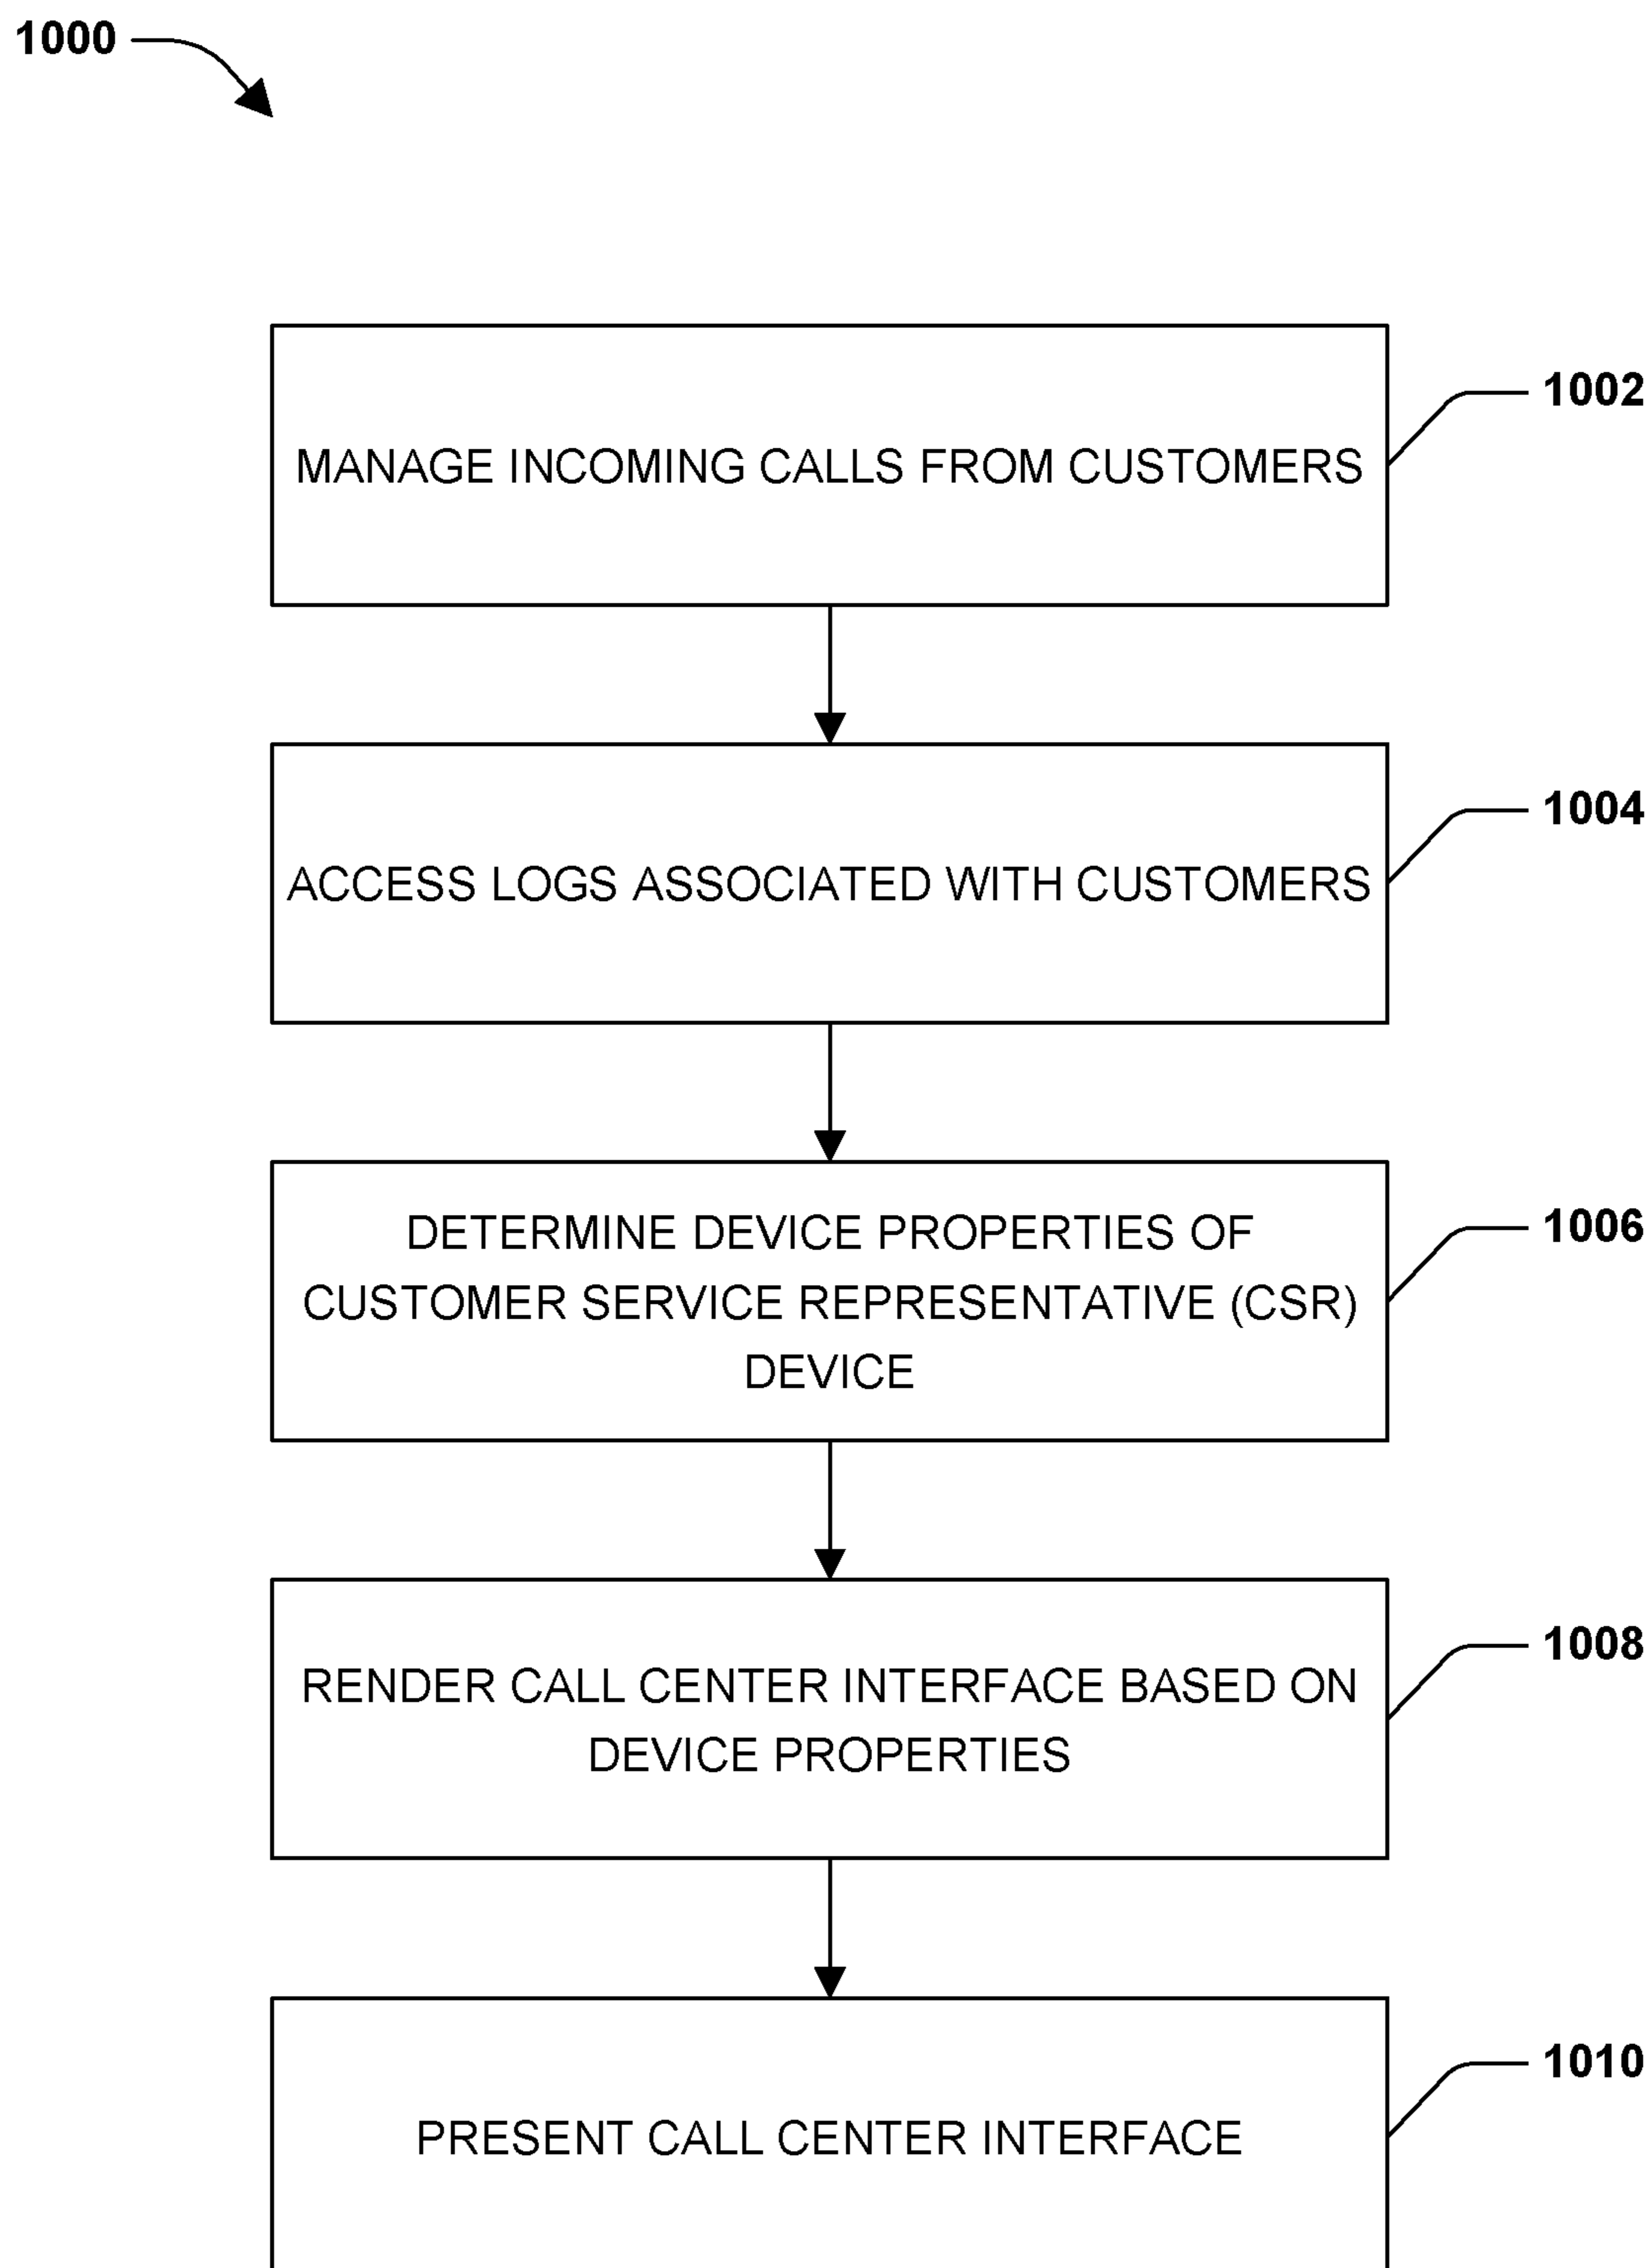 1000
1002
MANAGE INCOMING CALLS FROM CUSTOMERS
1004
ACCESS LOGS ASSOCIATED WITH CUSTOMERS
1006
DETERMINE DEVICE PROPERTIES OF
CUSTOMER SERVICE REPRESENTATIVE (CSR)
DEVICE
1008
RENDER CALL CENTER INTERFACE BASED ON
DEVICE PROPERTIES
1010
PRESENT CALL CENTER INTERFACE